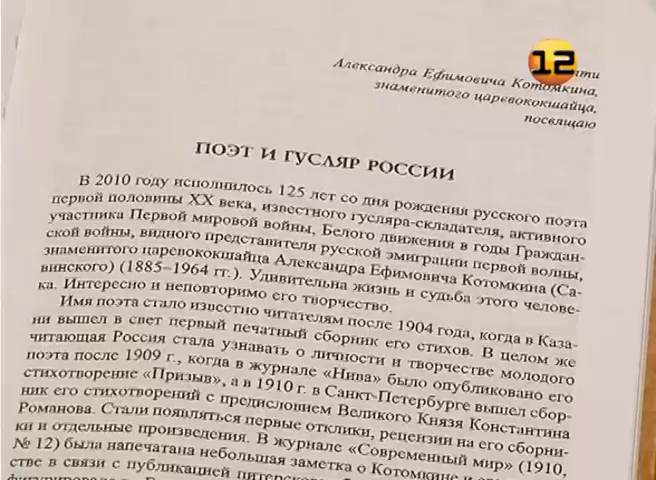 12
яти
Александра Ефимовича Котомкина,
знаменитого царевококшайца,
посвящаю
ПОЭТ И ГУСЛЯР РОССИИ
В 2010 году исполнилось 125 лет со дня рождения русского поэта
первой половины XX века, известного гусляра-складателя, активного
участника Первой мировой войны, Белого движения в годы Граждан-
ской войны, видного представителя русской эмиграции первой волны,
знаменитого царевококшайца Александра Ефимовича Котомкина (Са-
винского) (1885–1964 гг.). Удивительна жизнь и судьба этого челове-
ка. Интересно и неповторимо его творчество.
Имя поэта стало известно читателям после 1904 года, когда в Каза-
ни вышел в свет первый печатный сборник его стихов. В целом же
читающая Россия стала узнавать о личности и творчестве молодого
поэта после 1909 г., когда в журнале «Нива» было опубликовано его
стихотворение «Призыв», а в 1910 г. в Санкт-Петербурге вышел сбор-
ник его стихотворений с предисловием Великого Князя Константина
Романова. Стали появляться первые отклики, рецензии на его сборни-
ки и отдельные произведения. В журнале «Современный мир» (1910,
№ 12) была напечатана небольшая заметка о Котомкине и
стве в связи с публикацией